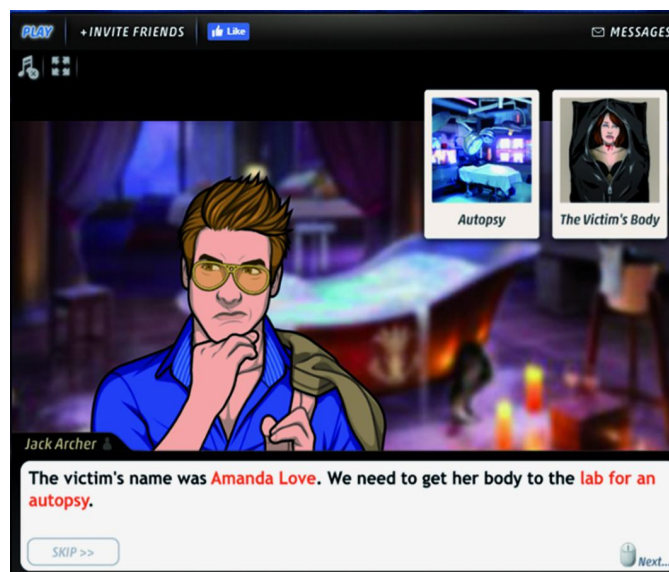 PLAY +INVITE FRIENDS Like MESSAGES
Autopsy The Victim's Body
Jack Archer
The victim's name was Amanda Love. We need to get her body to the lab for an
autopsy.
SKIP >> Next...